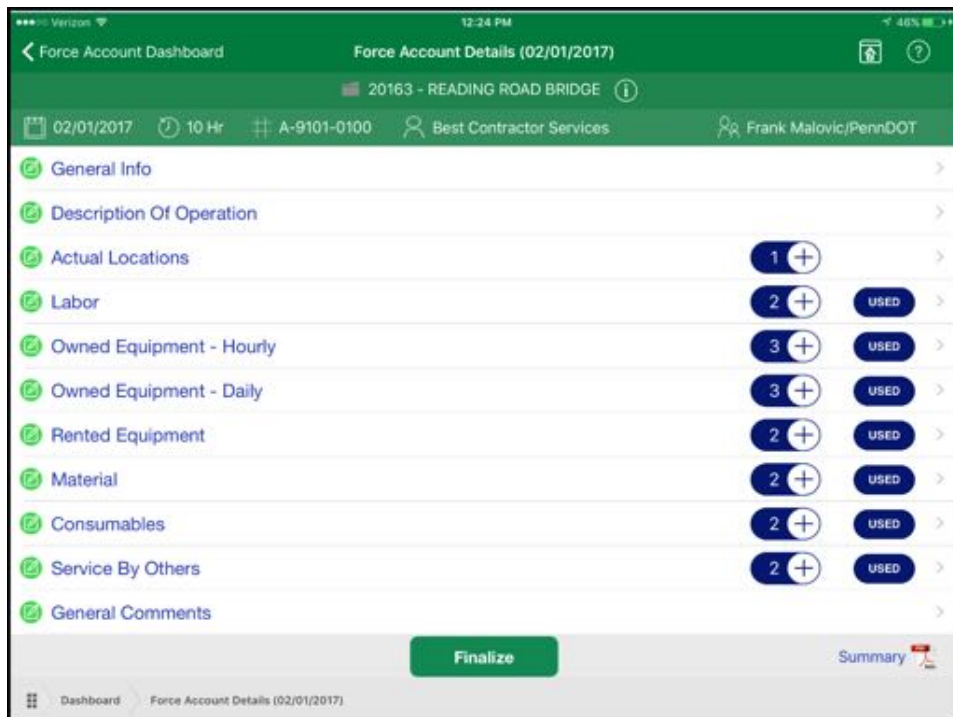 Verizon 12:24 PM 46%
Force Account Dashboard Force Account Details (02/01/2017) ?
20163 - READING ROAD BRIDGE i
02/01/2017 10 Hr # A-9101-0100 Best Contractor Services Frank Malovic/PennDOT
General Info
Description Of Operation
Actual Locations 1 +
Labor 2 + USED
Owned Equipment - Hourly 3 + USED
Owned Equipment - Daily 3 + USED
Rented Equipment 2 + USED
Material 2 + USED
Consumables 2 + USED
Service By Others 2 + USED
General Comments
Finalize Summary
Dashboard Force Account Details (02/01/2017)